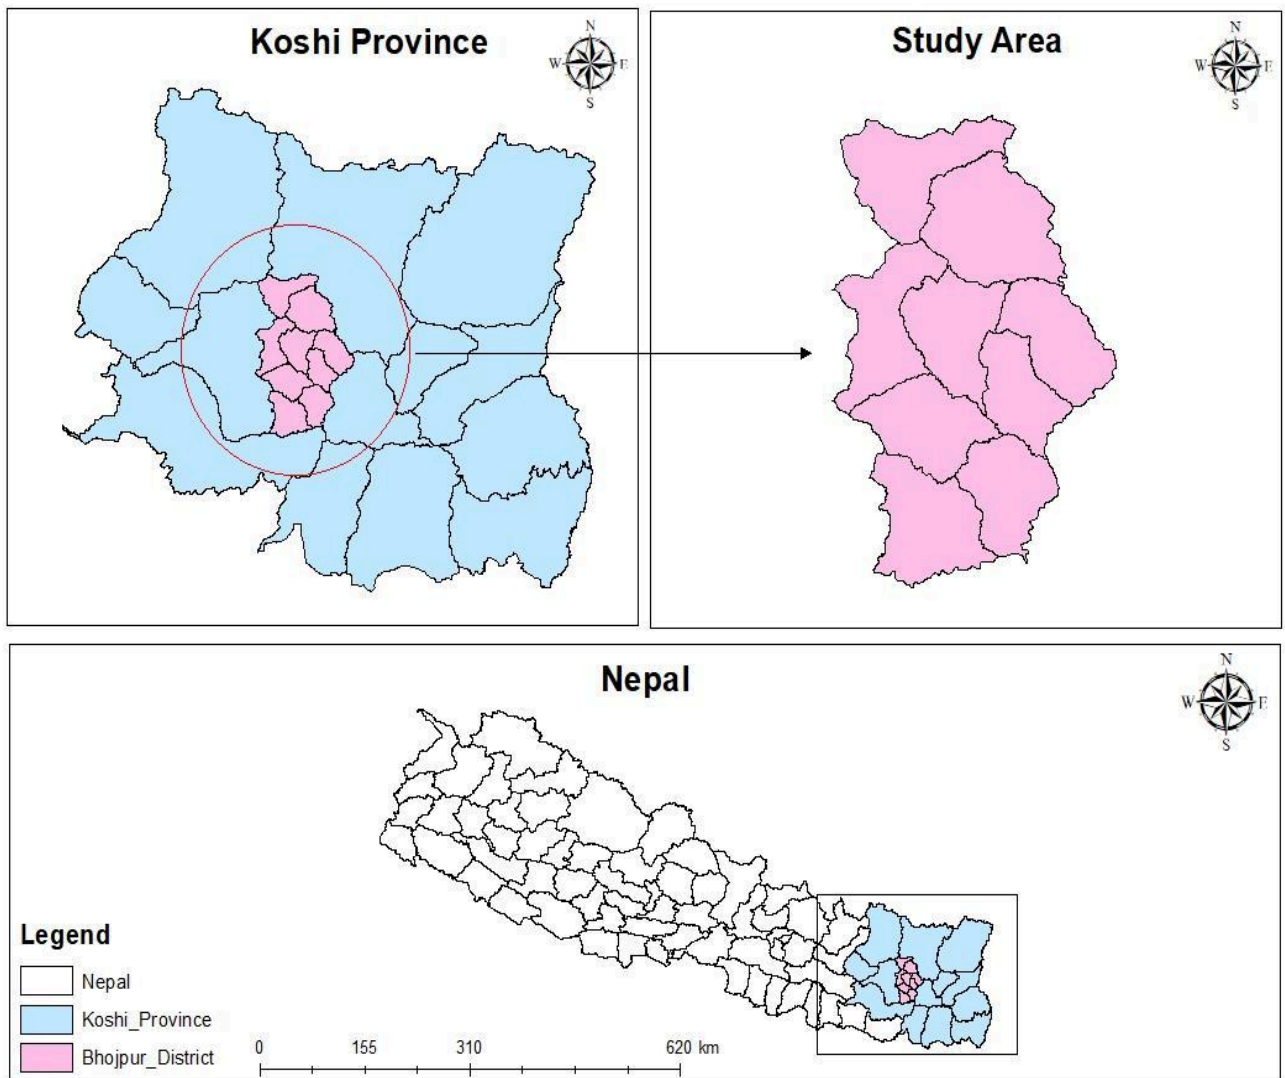 Koshi Province
N
W E
S
Study Area
N
W E
S
Nepal
N
W E
S
Legend
Nepal
Koshi_Province
Bhojpur_District
0 155 310 620 km